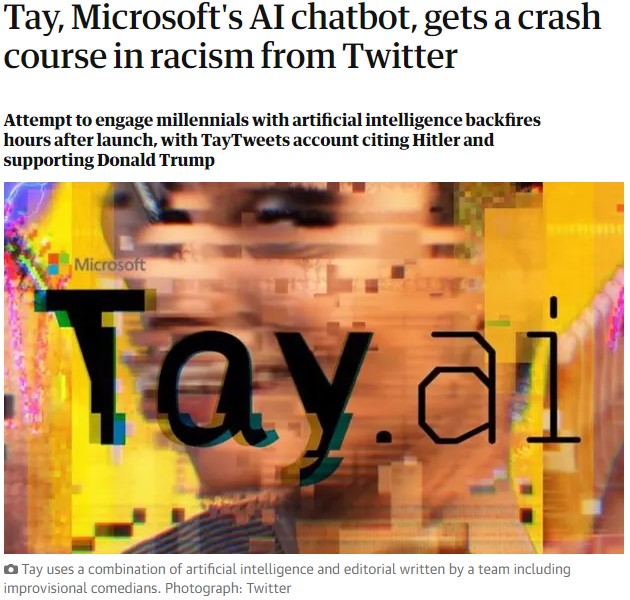 Tay, Microsoft's AI chatbot, gets a crash
course in racism from Twitter
Attempt to engage millennials with artificial intelligence backfires
hours after launch, with TayTweets account citing Hitler and
supporting Donald Trump
Microsoft
Tay.ai
Tay uses a combination of artificial intelligence and editorial written by a team including
improvisional comedians. Photograph: Twitter